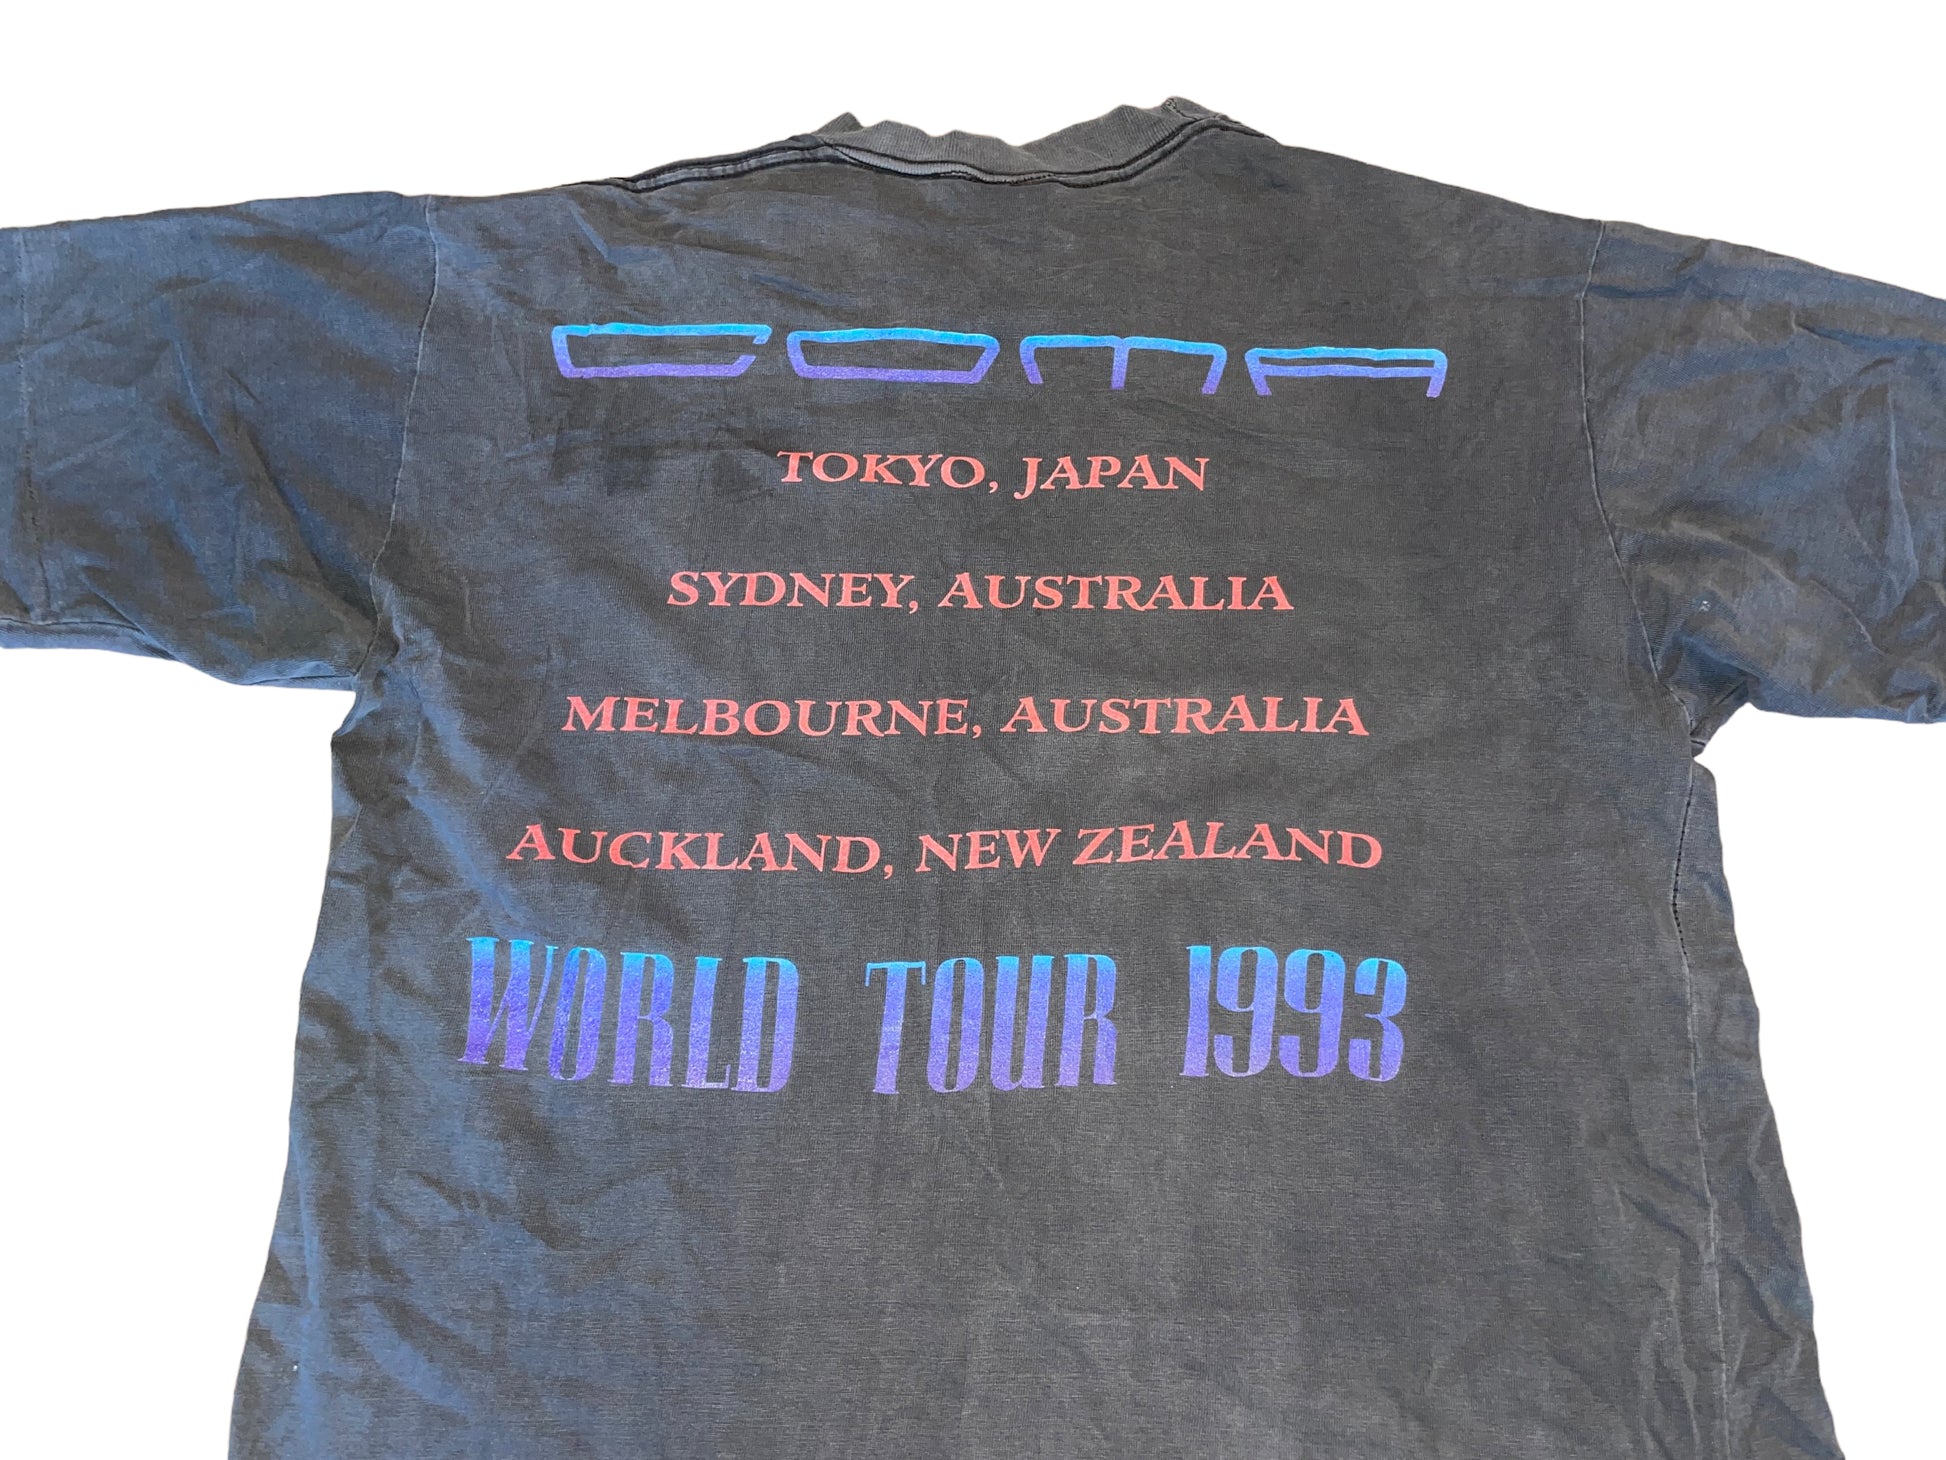 COMA
TOKYO, JAPAN
SYDNEY, AUSTRALIA
MELBOURNE, AUSTRALIA
AUCKLAND, NEW ZEALAND
WORLD TOUR 1993